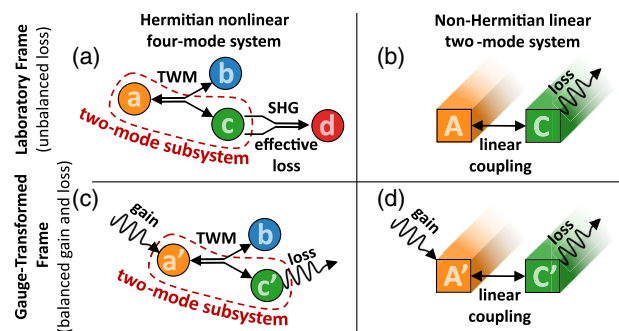 Hermitian nonlinear
four-mode system
Non-Hermitian linear
two-mode system
Laboratory Frame
(unbalanced loss)
(a)
TWM
b
a
c
SHG
d
effective
loss
two-mode subsystem
(b)
loss
A
C
linear
coupling
Gauge-Transformed
Frame
(balanced gain and loss)
(c)
gain
TWM
b
a'
c'
loss
two-mode subsystem
(d)
gain
loss
A'
C'
linear
coupling